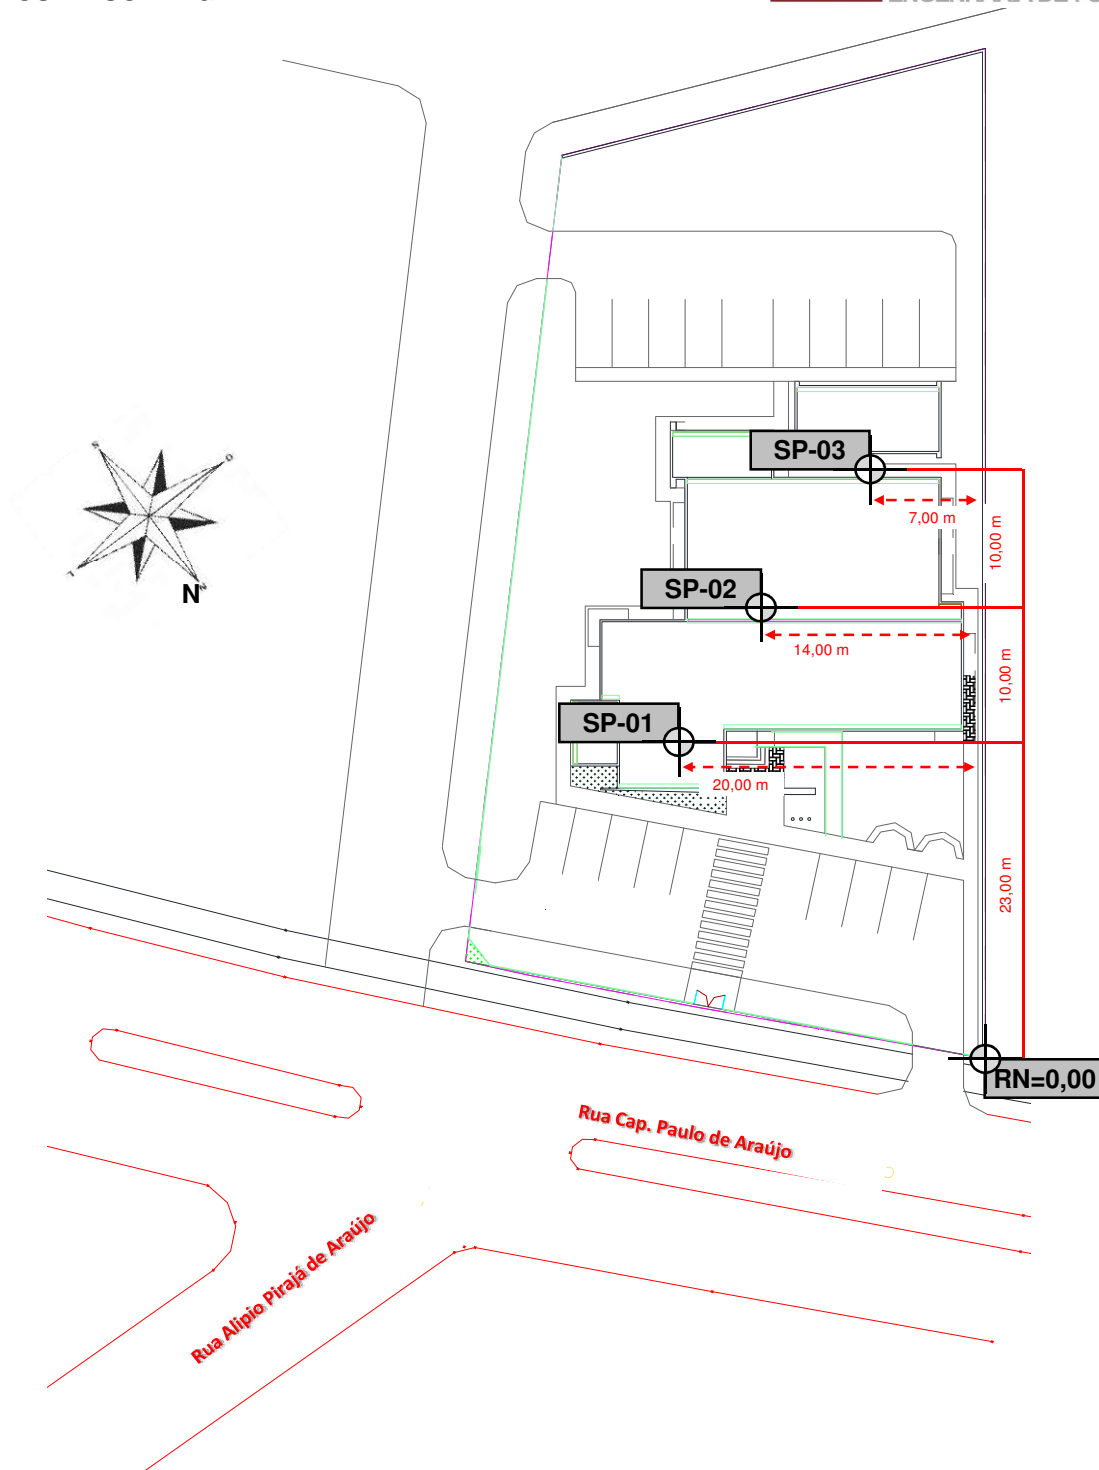 SP-03
7,00 m
10,00 m
SP-02
14,00 m
10,00 m
SP-01
20,00 m
23,00 m
N
RN=0,00
Rua Cap. Paulo de Araújo
Rua Alipio Pirajá de Araújo